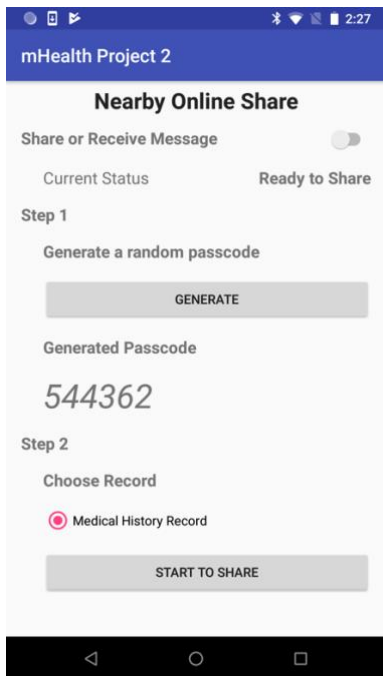 2:27
mHealth Project 2
Nearby Online Share
Share or Receive Message
Current Status Ready to Share
Step 1
Generate a random passcode
GENERATE
Generated Passcode
544362
Step 2
Choose Record
Medical History Record
START TO SHARE